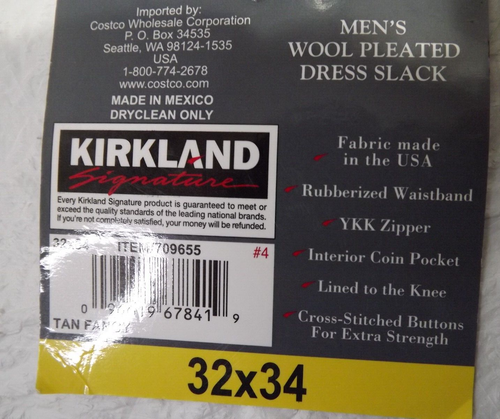 Imported by:
Costco Wholesale Corporation
P. O. Box 34535
Seattle, WA 98124-1535
USA
1-800-774-2678
www.costco.com
MADE IN MEXICO
DRYCLEAN ONLY
KIRKLAND
Signature
Every Kirkland Signature product is guaranteed to meet or
exceed the quality standards of the leading national brands.
If you're not completely satisfied, your money will be refunded.
ITEM 709655 #4
0 67841 9
TAN
MEN'S
WOOL PLEATED
DRESS SLACK
Fabric made
in the USA
Rubberized Waistband
YKK Zipper
Interior Coin Pocket
Lined to the Knee
Cross-Stitched Buttons
For Extra Strength
32x34